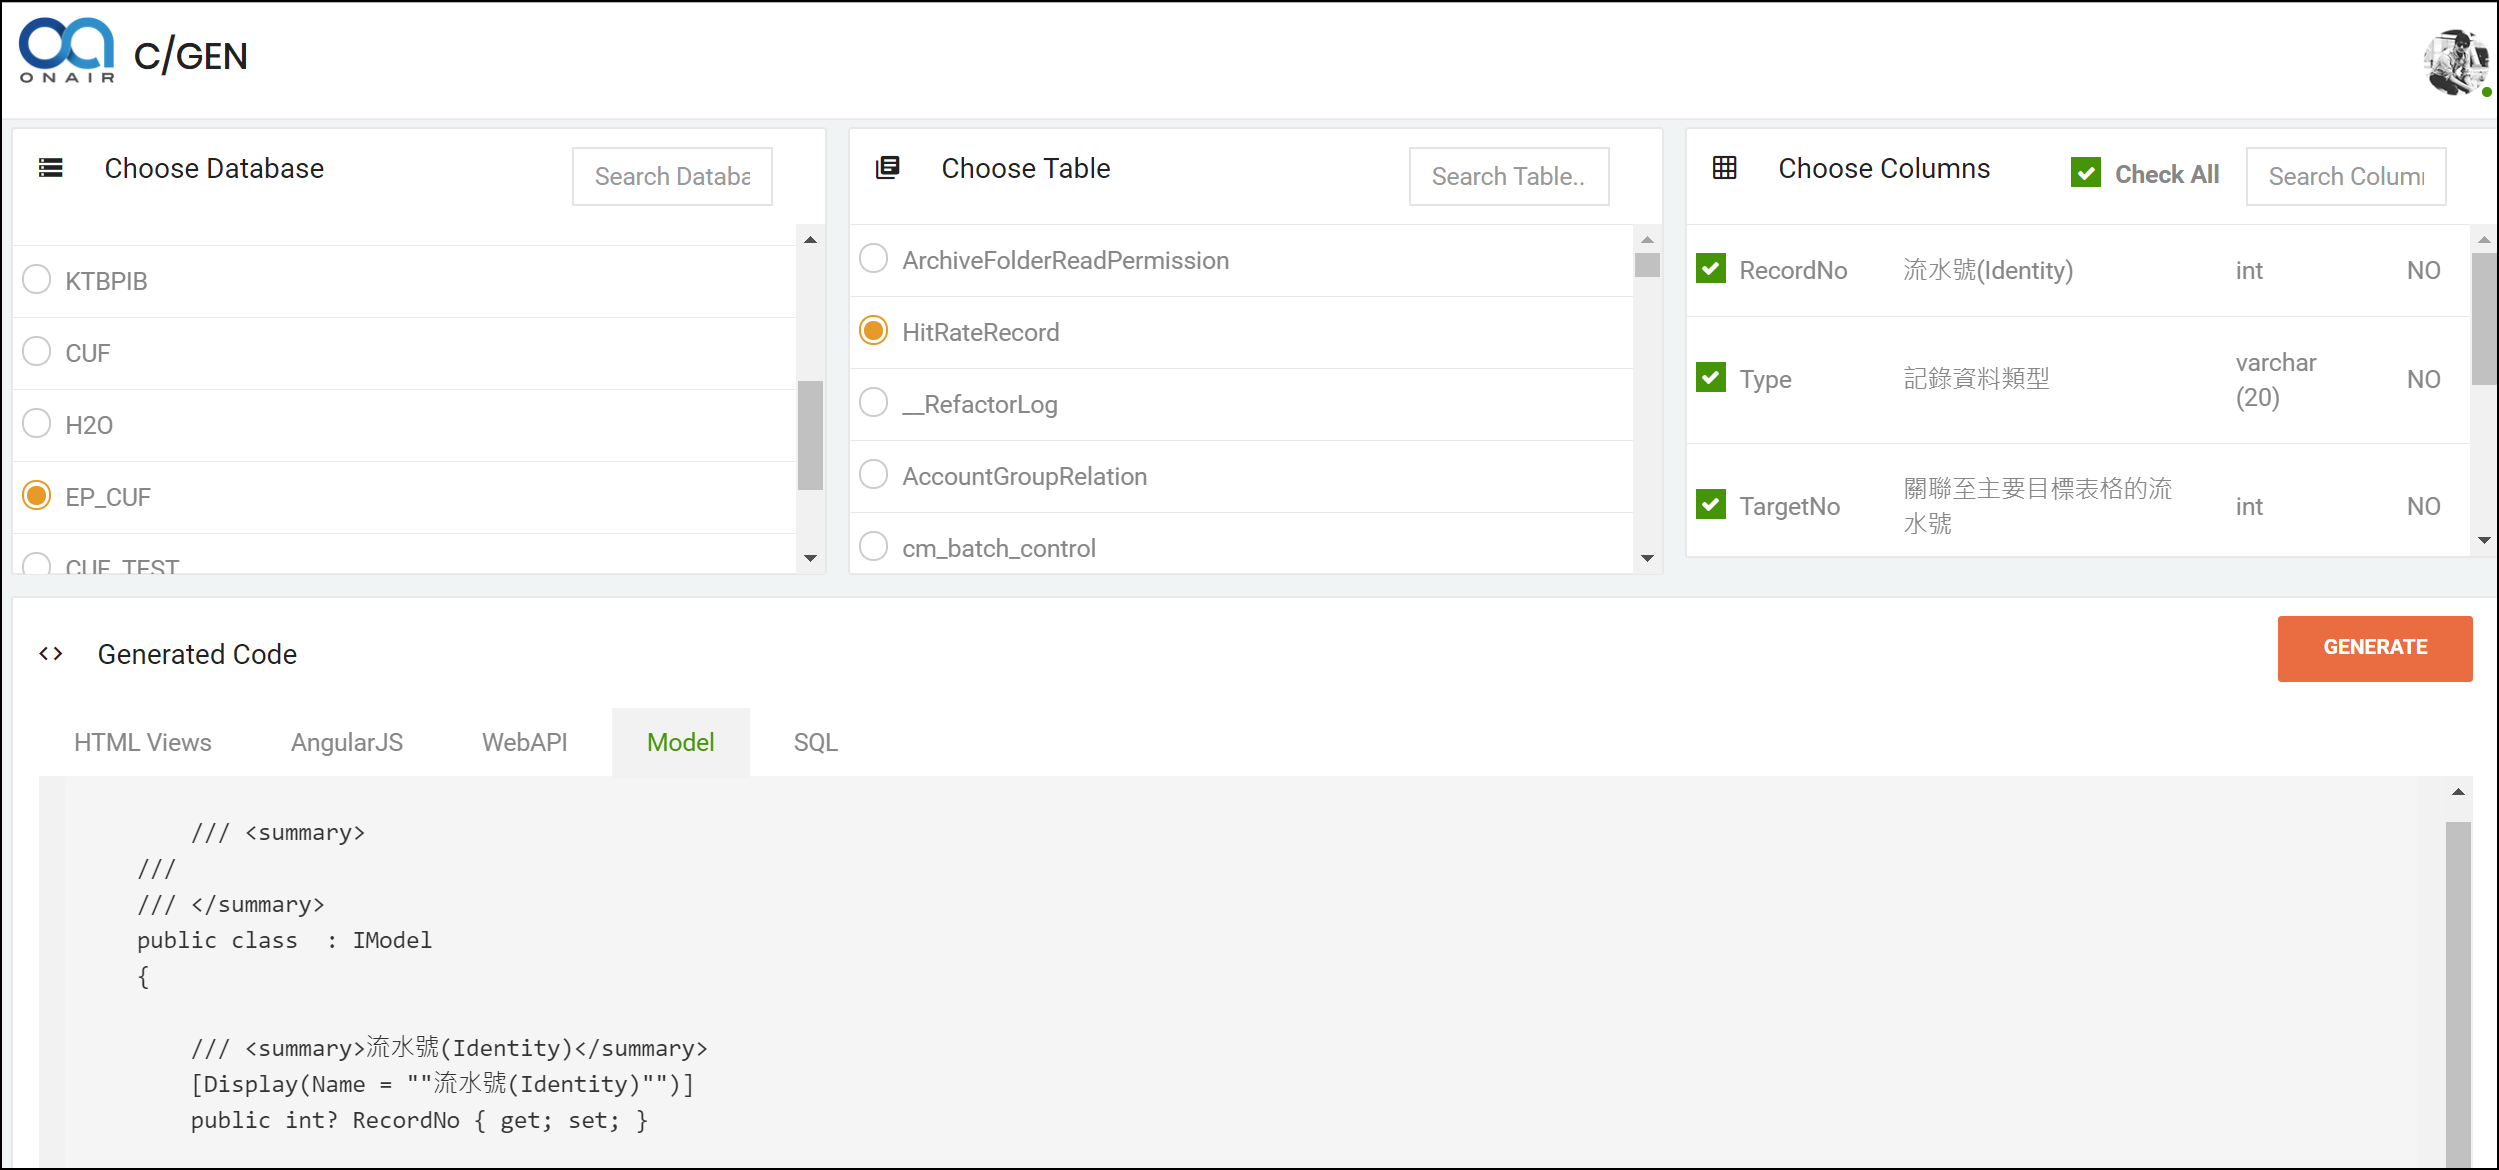 ONAIR
C/GEN
Choose Database
Search Databa
KTBPIB
CUF
H2O
EP_CUF
CUF_TEST
Choose Table
Search Table..
ArchiveFolderReadPermission
HitRateRecord
__RefactorLog
AccountGroupRelation
cm_batch_control
Choose Columns
Check All
Search Colum
RecordNo 流水號(Identity) int NO
Type 記錄資料類型 varchar (20) NO
TargetNo 關聯至主要目標表格的流水號 int NO
Generated Code
GENERATE
HTML Views AngularJS WebAPI Model SQL
/// <summary>
///
/// </summary>
public class  : IModel
{
/// <summary>流水號(Identity)</summary>
[Display(Name = ""流水號(Identity)"")]
public int? RecordNo { get; set; }